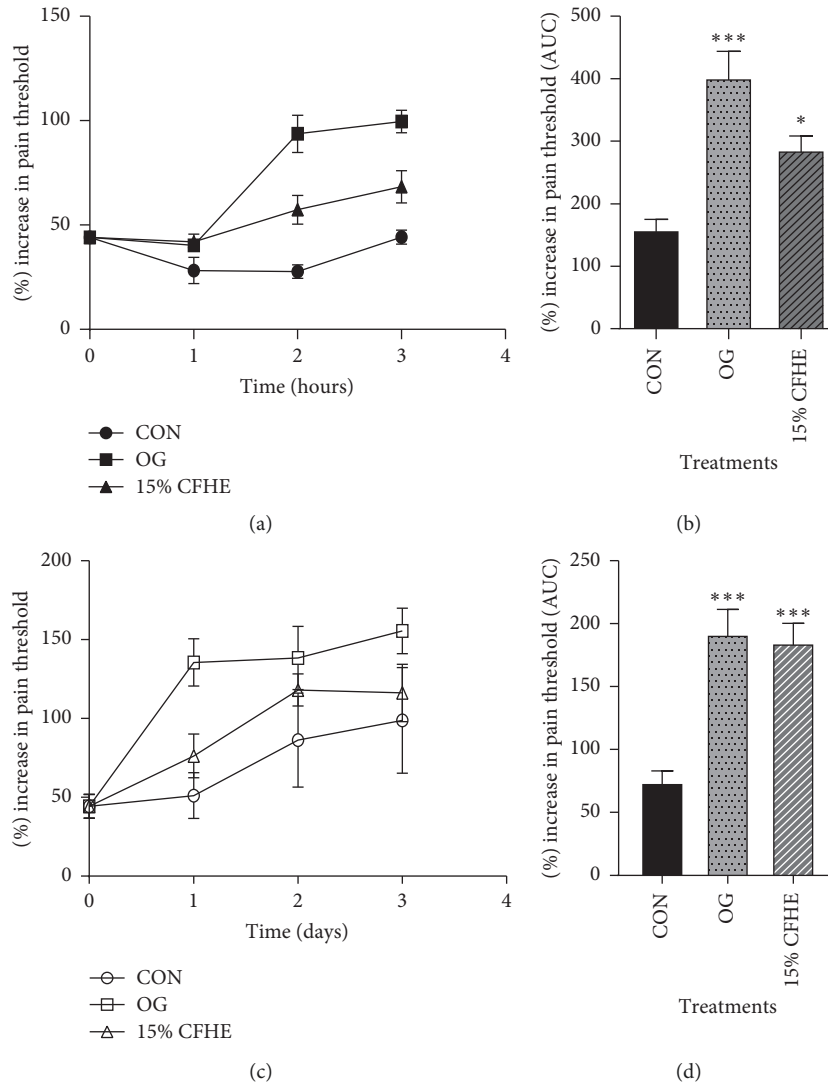 150
100
50
0
(%) increase in pain threshold
0 1 2 3 4
Time (hours)
CON
OG
15% CFHE
(a)
500
400
300
200
100
0
(%) increase in pain threshold (AUC)
***
*
CON
OG
15% CFHE
Treatments
(b)
200
150
100
50
0
(%) increase in pain threshold
0 1 2 3 4
Time (days)
CON
OG
15% CFHE
(c)
250
200
150
100
50
0
(%) increase in pain threshold (AUC)
*** ***
CON
OG
15% CFHE
Treatments
(d)